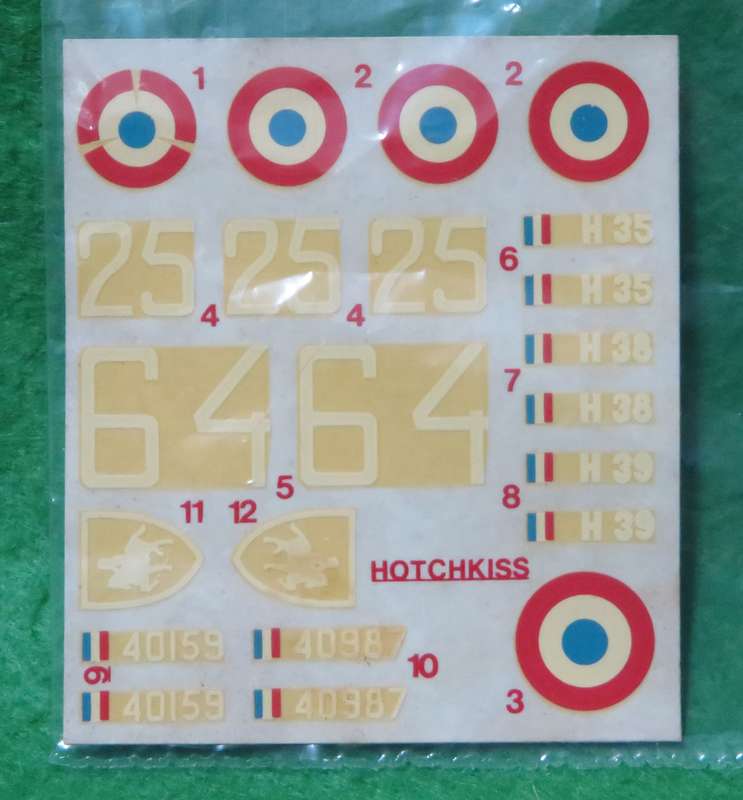 1 2 2
25 25 25 H 35
6
4 4 H 35
64 64 H 38
7
H 38
H 39
5 8
11 12 H 39
HOTCHKISS
40159 40987
9 10
40159 40987 3